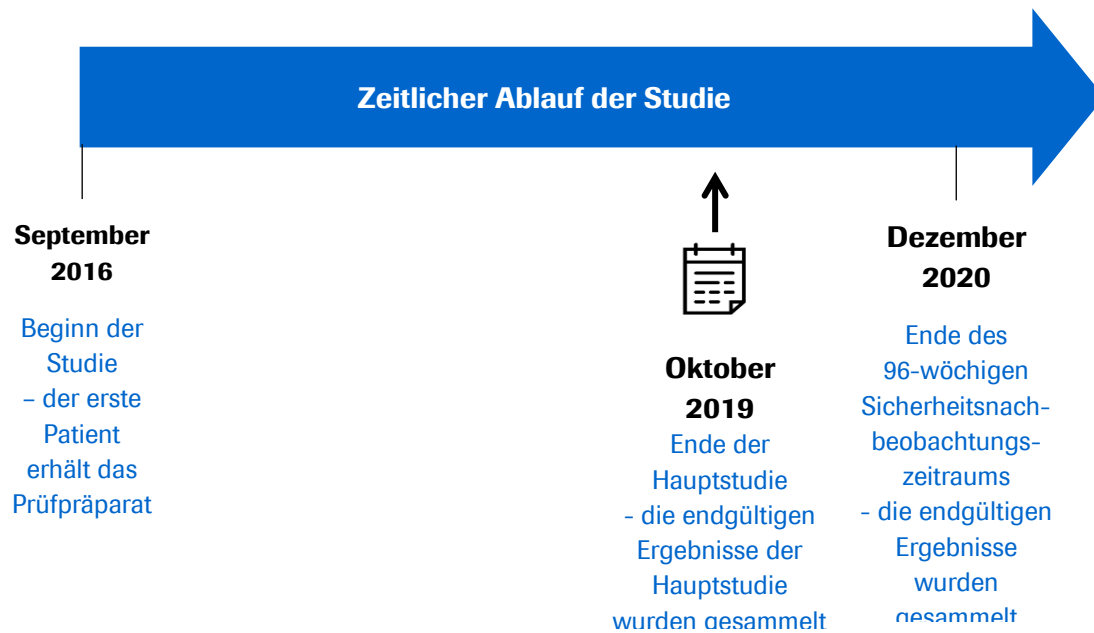 Zeitlicher Ablauf der Studie
September
2016
Beginn der
Studie
– der erste
Patient
erhält das
Prüfpräparat
Oktober
2019
Ende der
Hauptstudie
- die endgültigen
Ergebnisse der
Hauptstudie
wurden gesammelt
Dezember
2020
Ende des
96-wöchigen
Sicherheitsnach-
beobachtungs-
zeitraums
- die endgültigen
Ergebnisse
wurden
gesammelt